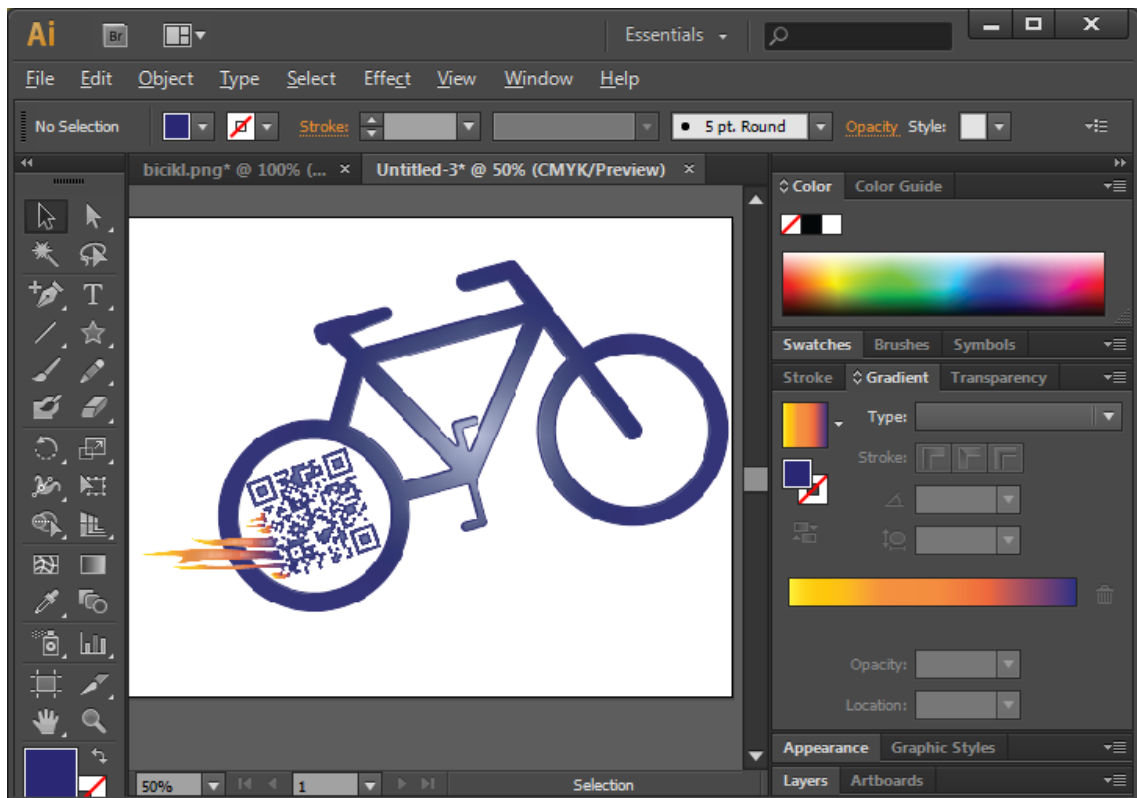 Ai Br Essentials
File Edit Object Type Select Effect View Window Help
No Selection Stroke: 5 pt. Round Opacity Style:
bicikl.png* @ 100% (... × Untitled-3* @ 50% (CMYK/Preview) ×
Color Color Guide
Swatches Brushes Symbols
Stroke Gradient Transparency
Type:
Stroke:
Opacity:
Location:
Appearance Graphic Styles
Layers Artboards
50% 1 Selection